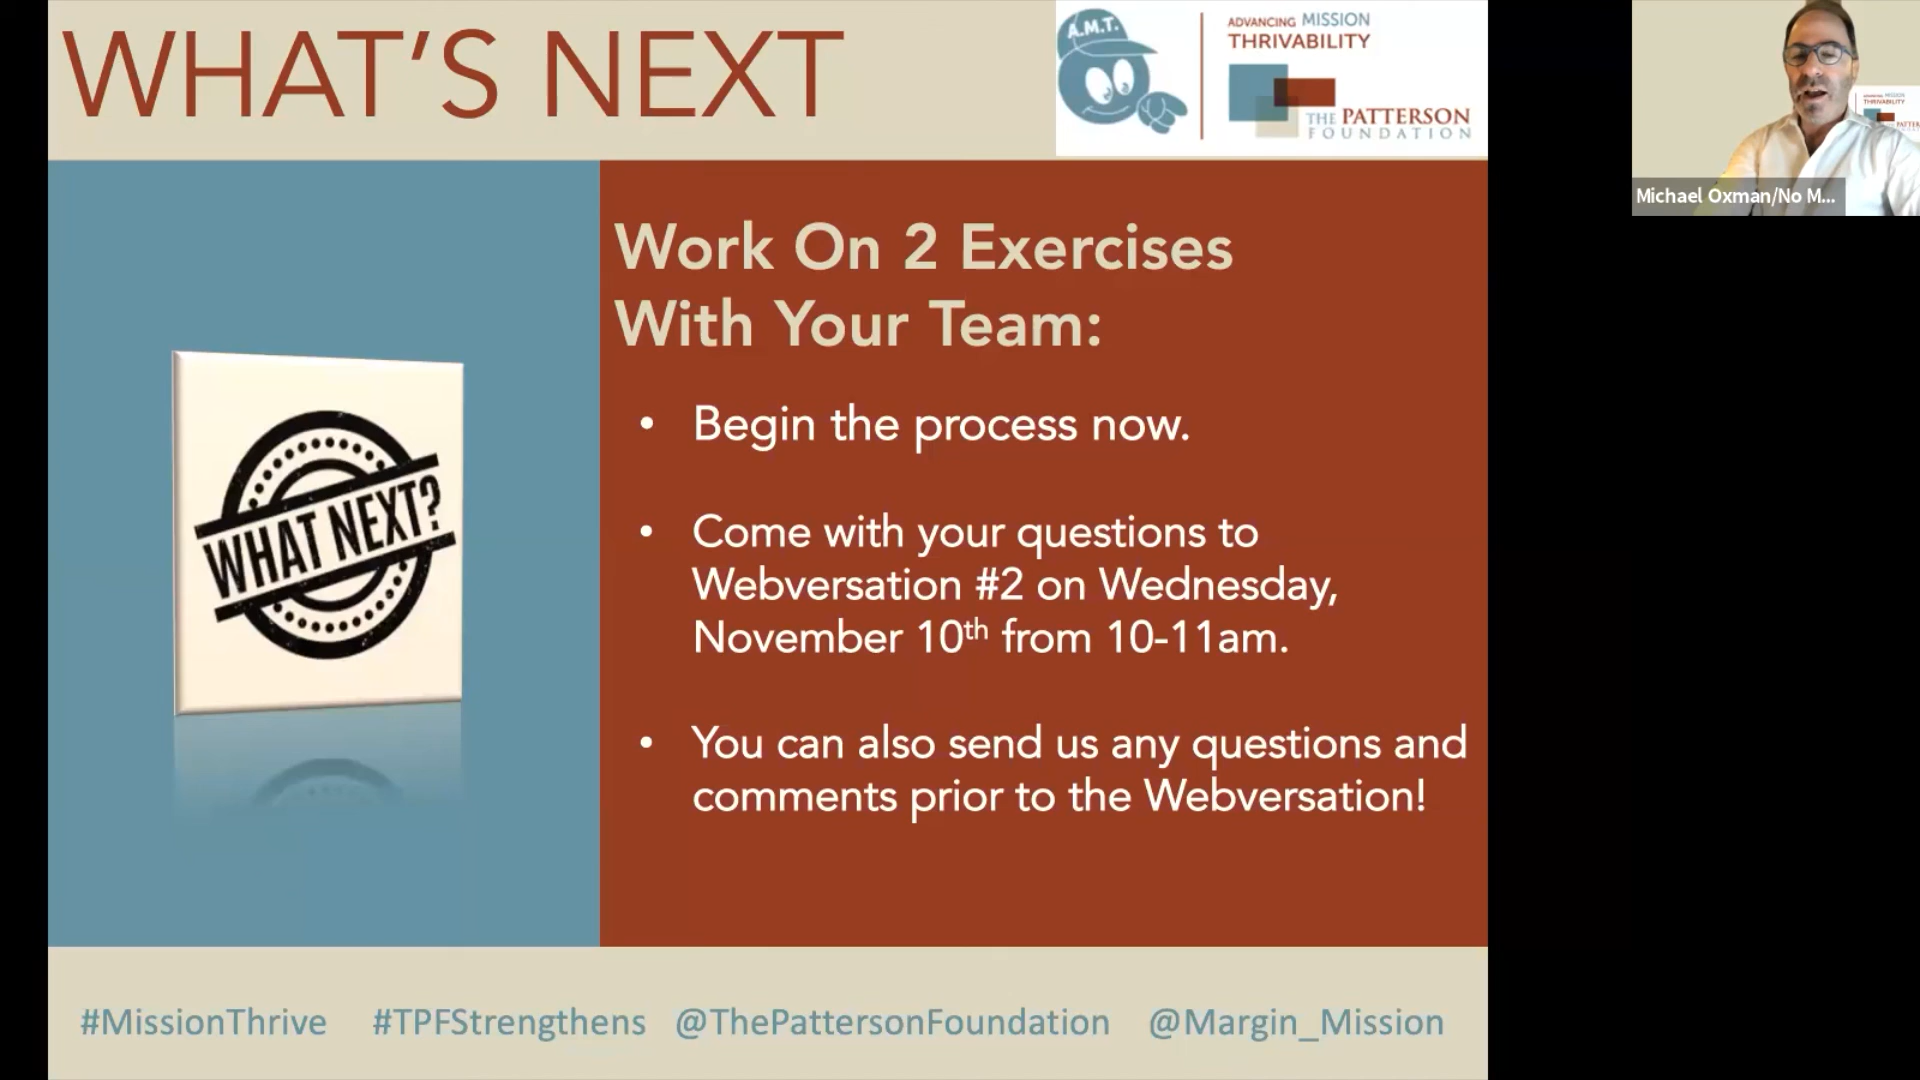 WHAT'S NEXT
A.M.T.
ADVANCING MISSION
THRIVABILITY
THE PATTERSON
FOUNDATION
MISSION
THRIVABILITY
Michael Oxman/No M...
Work On 2 Exercises
With Your Team:
• Begin the process now.
• Come with your questions to
Webversation #2 on Wednesday,
November 10th from 10-11am.
• You can also send us any questions and
comments prior to the Webversation!
WHAT NEXT?
#MissionThrive #TPFStrengthens @ThePattersonFoundation @Margin_Mission